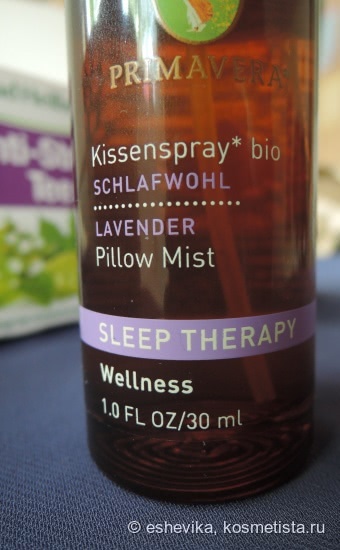 PRIMAVERA
Kissenspray* bio
SCHLAFWOHL
LAVENDER
Pillow Mist
SLEEP THERAPY
Wellness
1.0 FL OZ/30 ml
Tee
© eshevika, kosmetista.ru